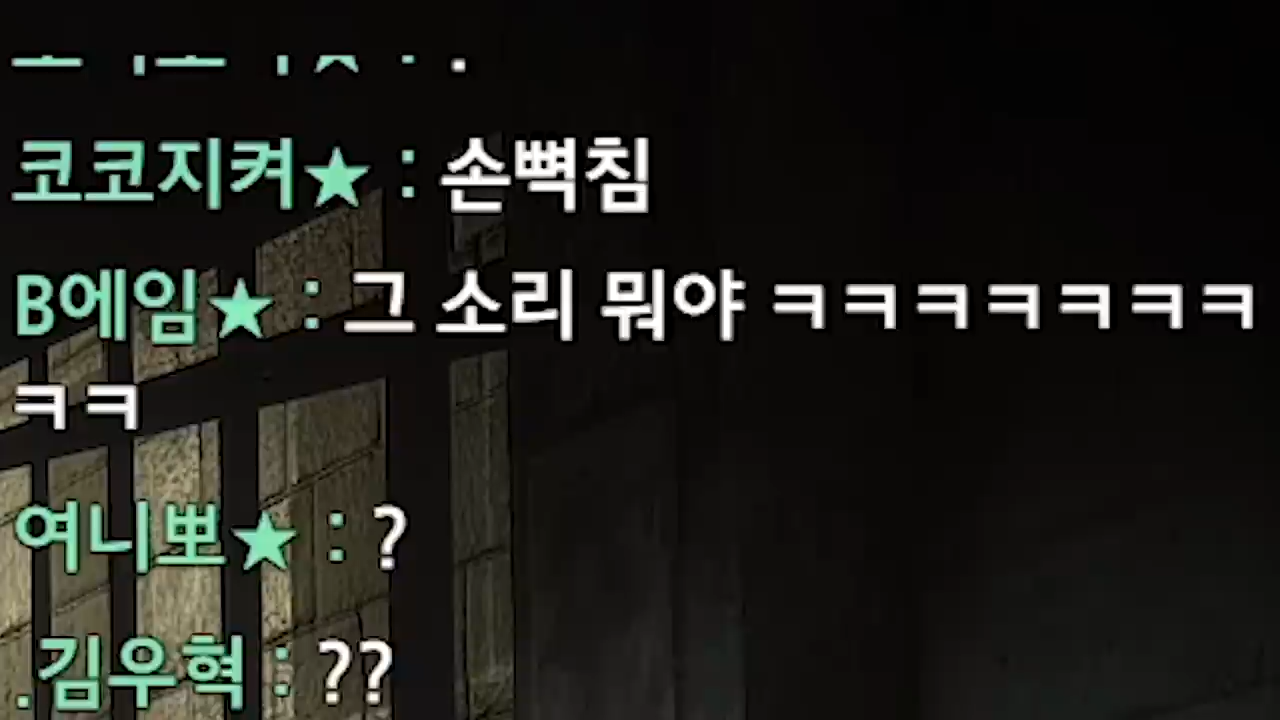 코코지켜★ : 손뼉침
B에임★ : 그 소리 뭐야 ㅋㅋㅋㅋㅋㅋㅋ
ㅋㅋ
여니뽀★ : ?
.김우혁 : ??